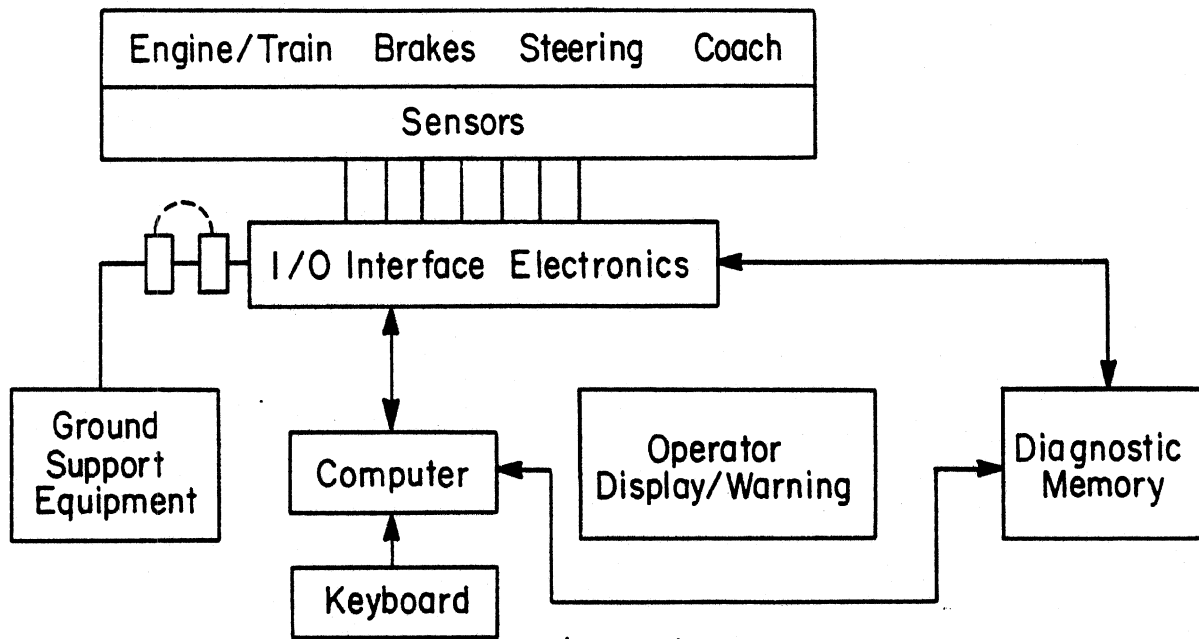 Engine/Train Brakes Steering Coach
Sensors
I/O Interface Electronics
Ground
Support
Equipment
Computer
Operator
Display/Warning
Diagnostic
Memory
Keyboard